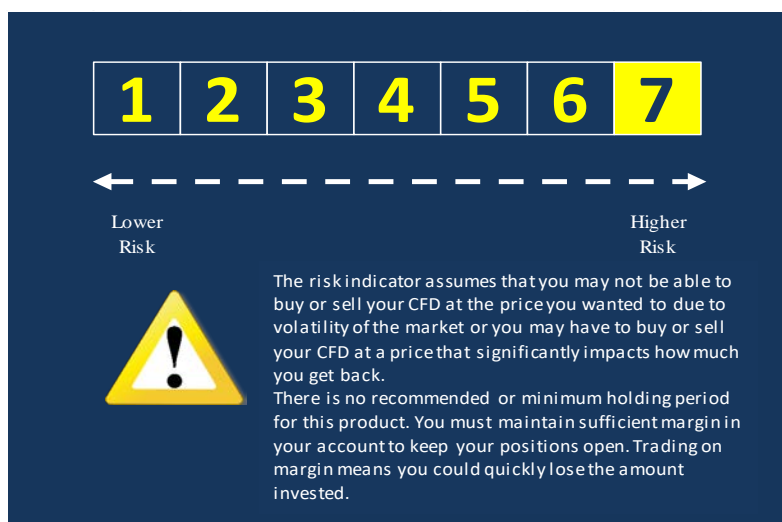 1 2 3 4 5 6 7
Lower Higher
Risk Risk
The risk indicator assumes that you may not be able to
buy or sell your CFD at the price you wanted to due to
volatility of the market or you may have to buy or sell
your CFD at a price that significantly impacts how much
you get back.
There is no recommended or minimum holding period
for this product. You must maintain sufficient margin in
your account to keep your positions open. Trading on
margin means you could quickly lose the amount
invested.